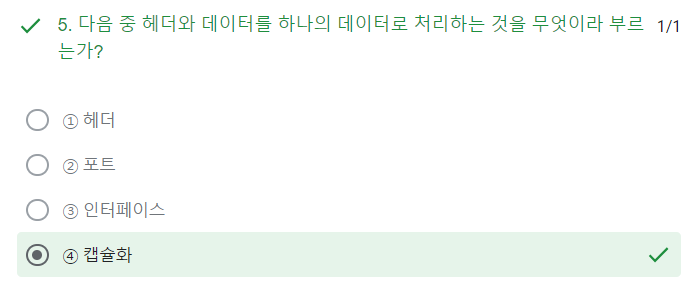 5. 다음 중 헤더와 데이터를 하나의 데이터로 처리하는 것을 무엇이라 부르 1/1
는가?
① 헤더
② 포트
③ 인터페이스
④ 캡슐화